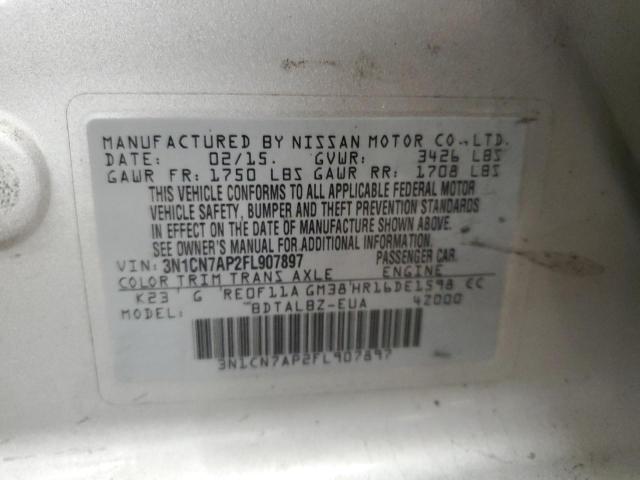 MANUFACTURED BY NISSAN MOTOR CO., LTD.
DATE: 02/15. GVWR: 3426 LBS
GAWR FR: 1750 LBS GAWR RR: 1708 LBS
THIS VEHICLE CONFORMS TO ALL APPLICABLE FEDERAL MOTOR
VEHICLE SAFETY, BUMPER AND THEFT PREVENTION STANDARDS
IN EFFECT ON THE DATE OF MANUFACTURE SHOWN ABOVE.
SEE OWNER'S MANUAL FOR ADDITIONAL INFORMATION.
VIN: 3N1CN7AP2FL907897 PASSENGER CAR.
COLOR TRIM TRANS AXLE ENGINE
K23 G RE0F11A GM38 HR16DE1598 CC
MODEL: BDTALBZ-EUA 4Z000
3N1CN7AP2FL907897